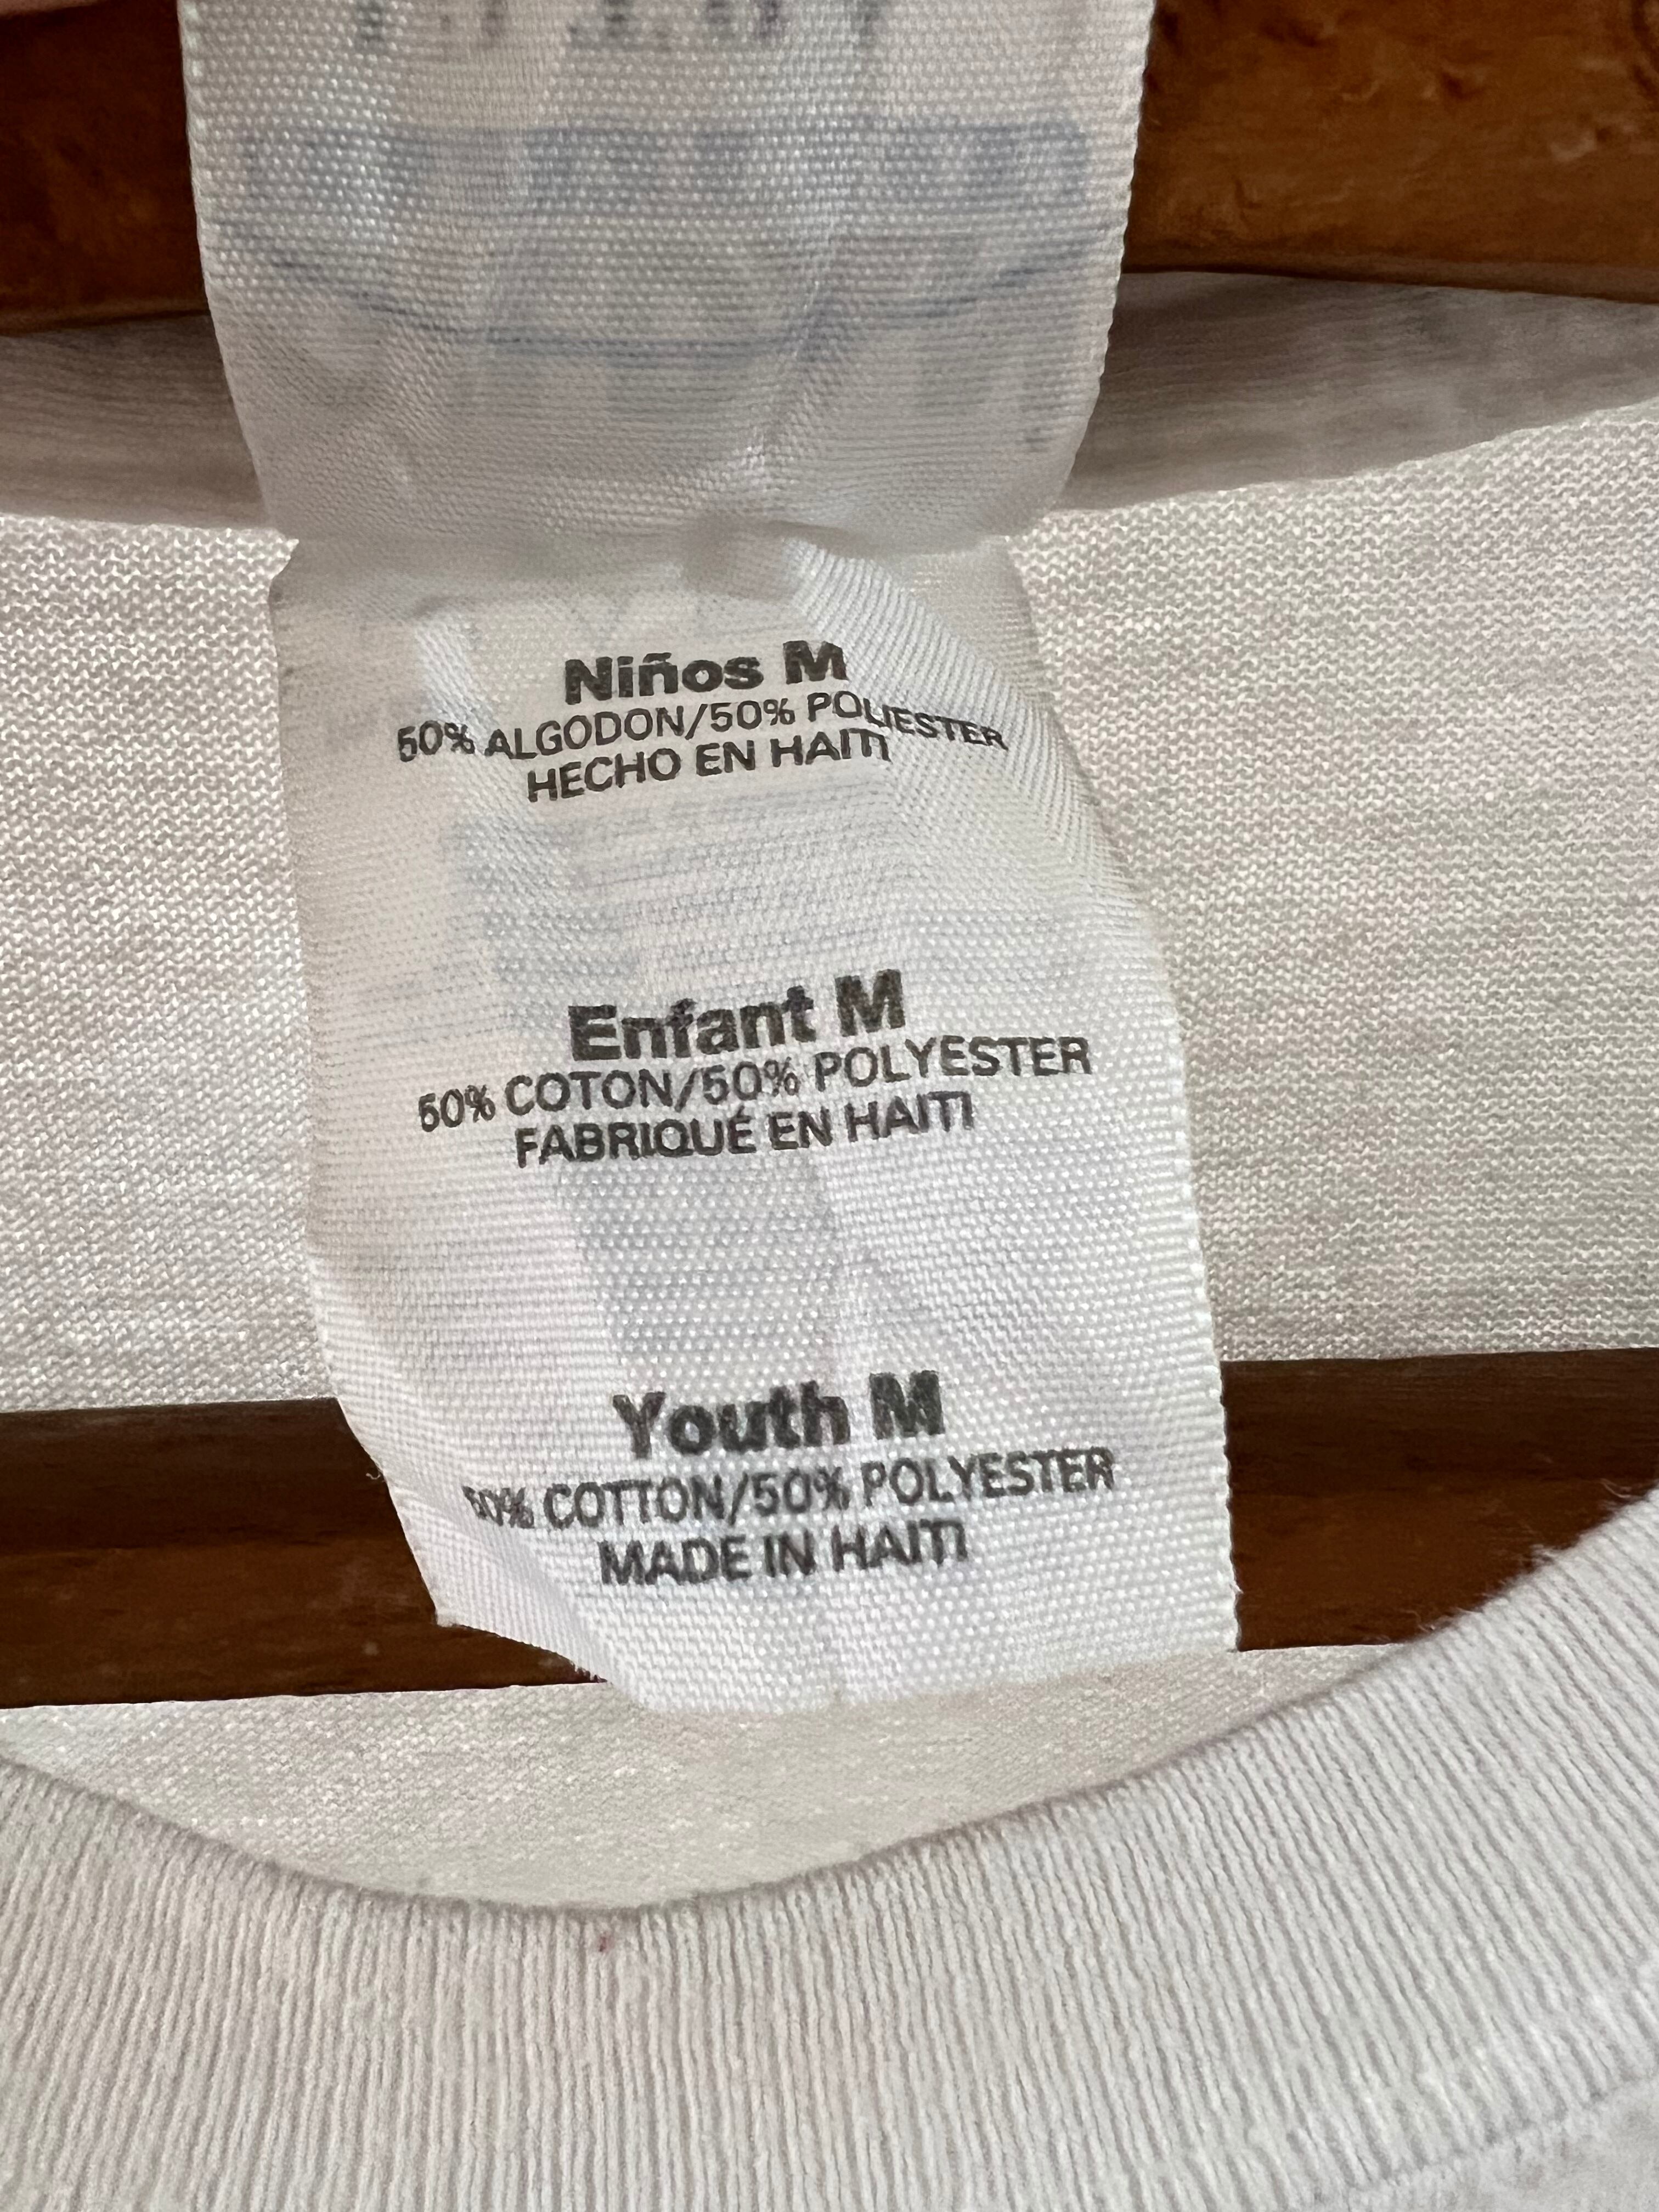 Niños M
50% ALGODON/50% POLIESTER
HECHO EN HAITI
Enfant M
50% COTON/50% POLYESTER
FABRIQUÉ EN HAITI
Youth M
50% COTTON/50% POLYESTER
MADE IN HAITI